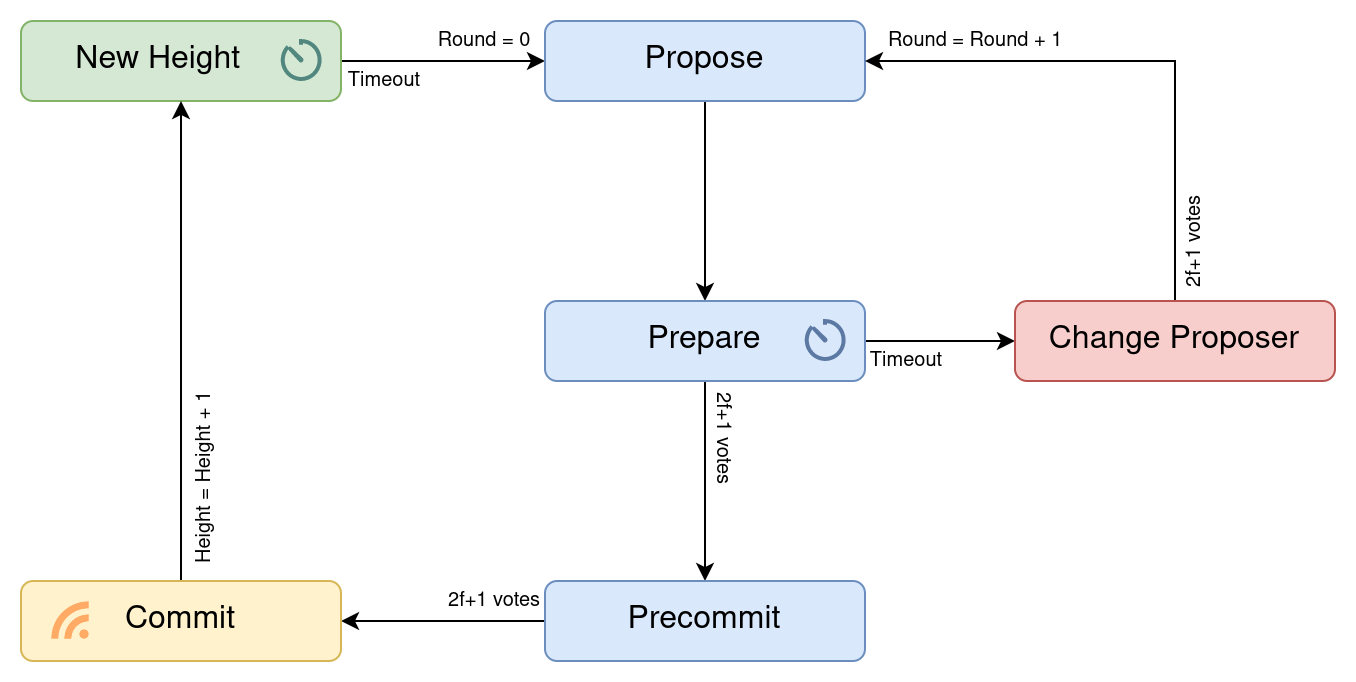 New Height
Round = 0
Timeout
Propose
Round = Round + 1
2f+1 votes
Prepare
Timeout
Change Proposer
2f+1 votes
Height = Height + 1
Commit
2f+1 votes
Precommit